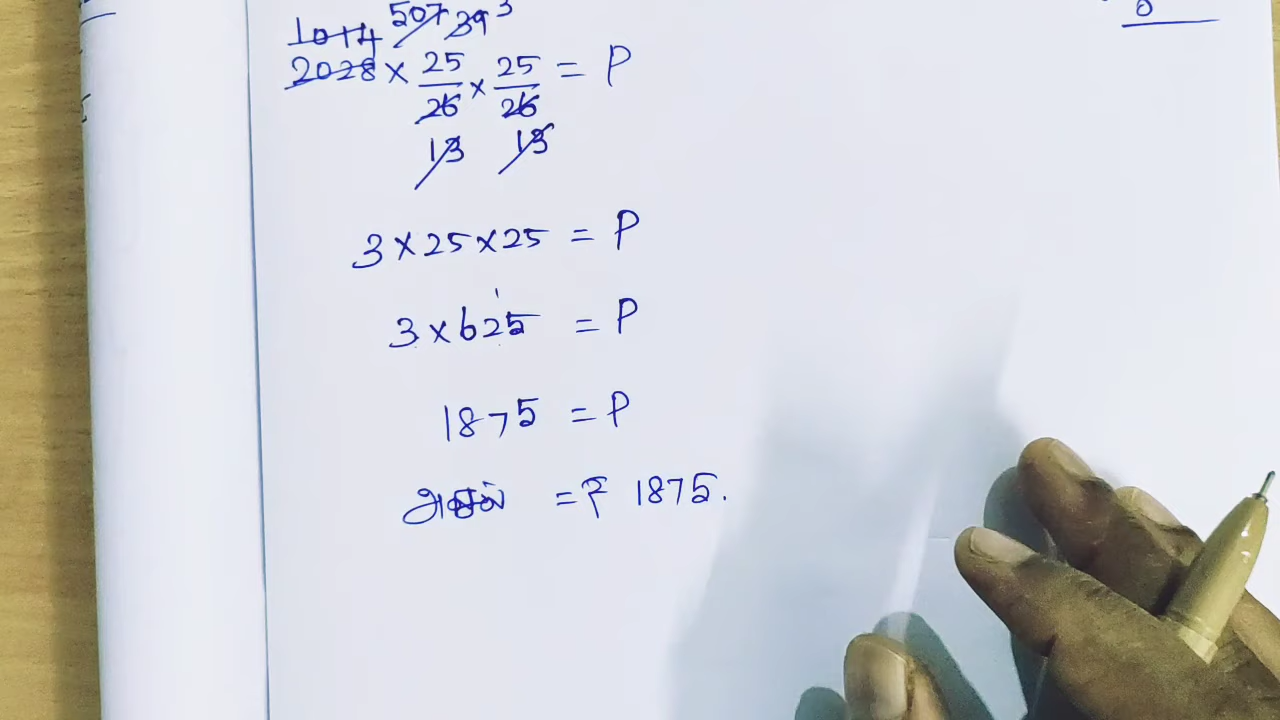 1014 507 39 3
2028 × 25/26 × 25/26 = P
13 13
3 × 25 × 25 = P
3 × 625 = P
1875 = P
அசல் = ₹ 1875.